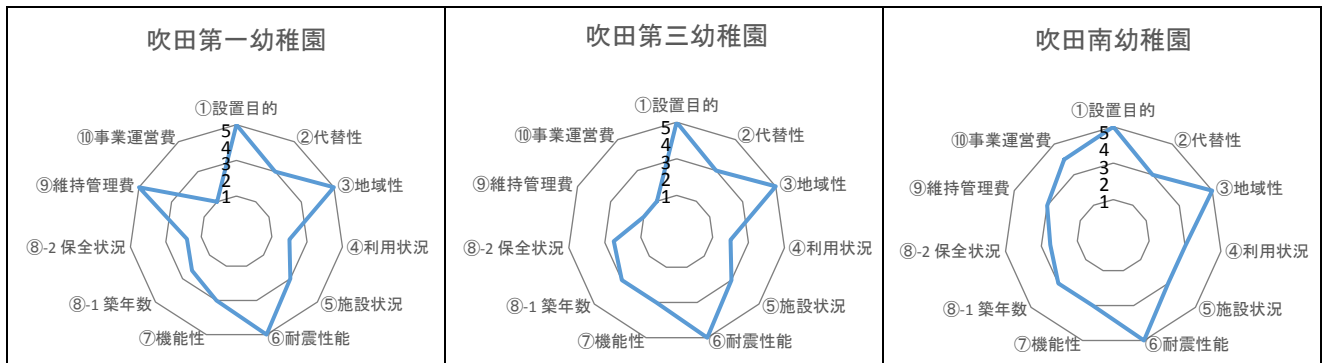 吹田第一幼稚園
①設置目的
⑩事業運営費
②代替性
5
4
3
2
1
⑨維持管理費
③地域性
⑧-2 保全状況
④利用状況
⑧-1 築年数
⑤施設状況
⑦機能性
⑥耐震性能
吹田第三幼稚園
①設置目的
⑩事業運営費
②代替性
5
4
3
2
1
⑨維持管理費
③地域性
⑧-2 保全状況
④利用状況
⑧-1 築年数
⑤施設状況
⑦機能性
⑥耐震性能
吹田南幼稚園
①設置目的
⑩事業運営費
②代替性
5
4
3
2
1
⑨維持管理費
③地域性
⑧-2 保全状況
④利用状況
⑧-1 築年数
⑤施設状況
⑦機能性
⑥耐震性能